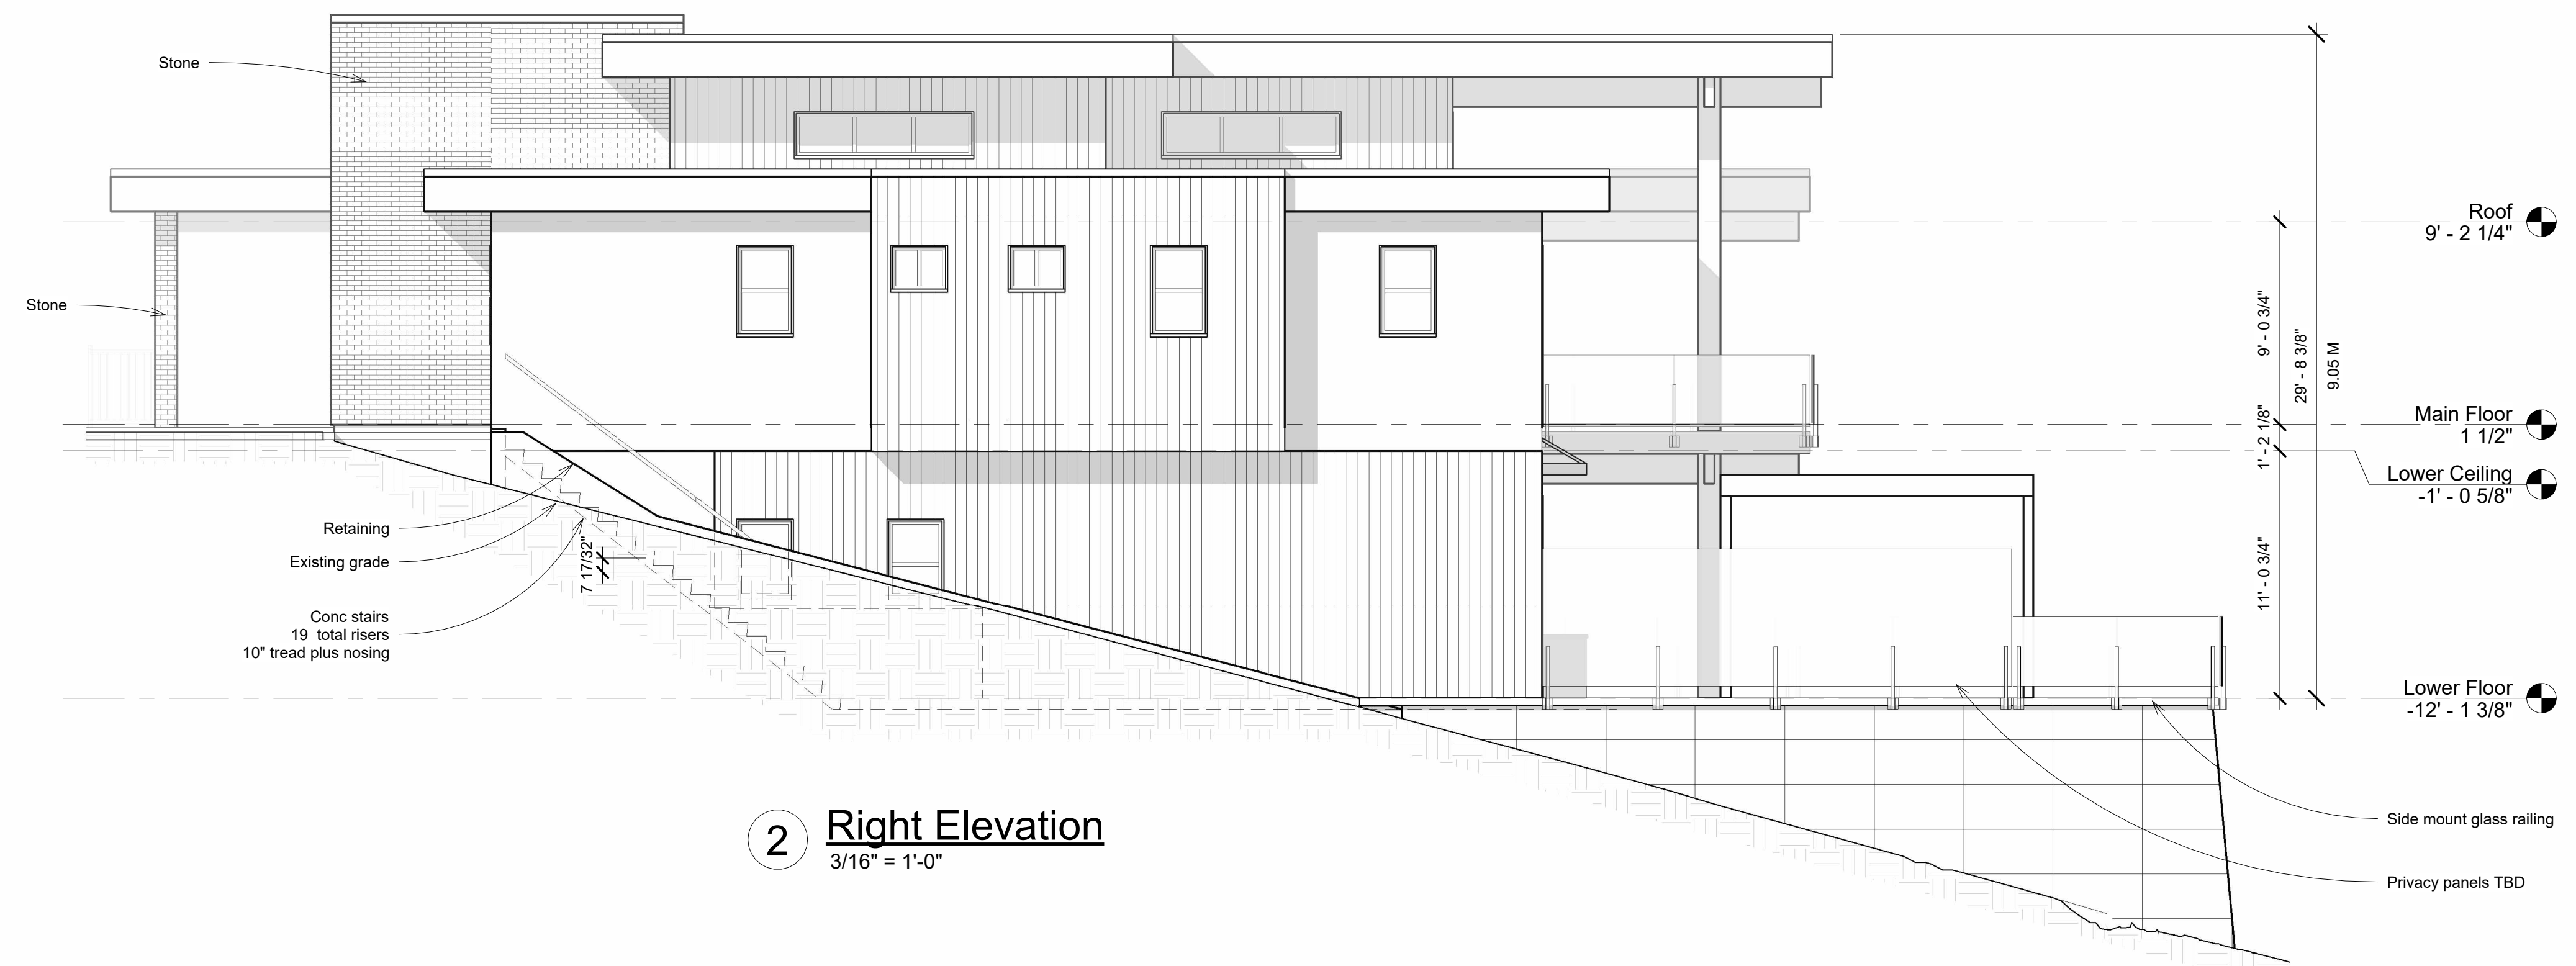 Stone
Stone
Retaining
Existing grade
7 17/32"
Conc stairs
19 total risers
10" tread plus nosing
Roof
9' - 2 1/4"
9' - 0 3/4"
29' - 8 3/8"
9.05 M
Main Floor
1 1/2"
1' - 2 1/8"
Lower Ceiling
-1' - 0 5/8"
11' - 0 3/4"
Lower Floor
-12' - 1 3/8"
Side mount glass railing
Privacy panels TBD
2
Right Elevation
3/16" = 1'-0"